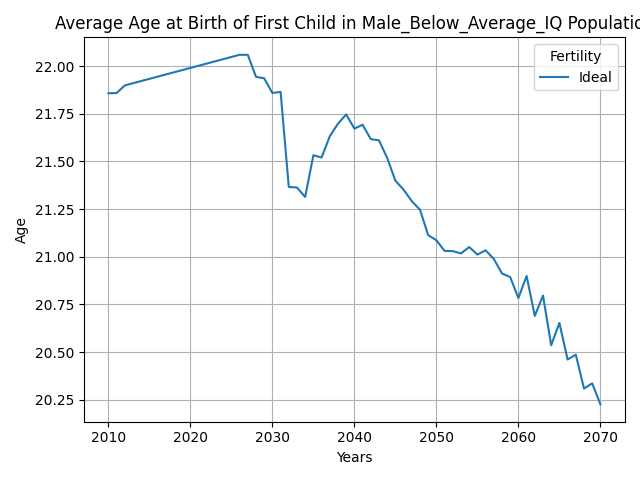 Average Age at Birth of First Child in Male_Below_Average_IQ Populatio
Fertility
Ideal
Age
22.00
21.75
21.50
21.25
21.00
20.75
20.50
20.25
2010 2020 2030 2040 2050 2060 2070
Years